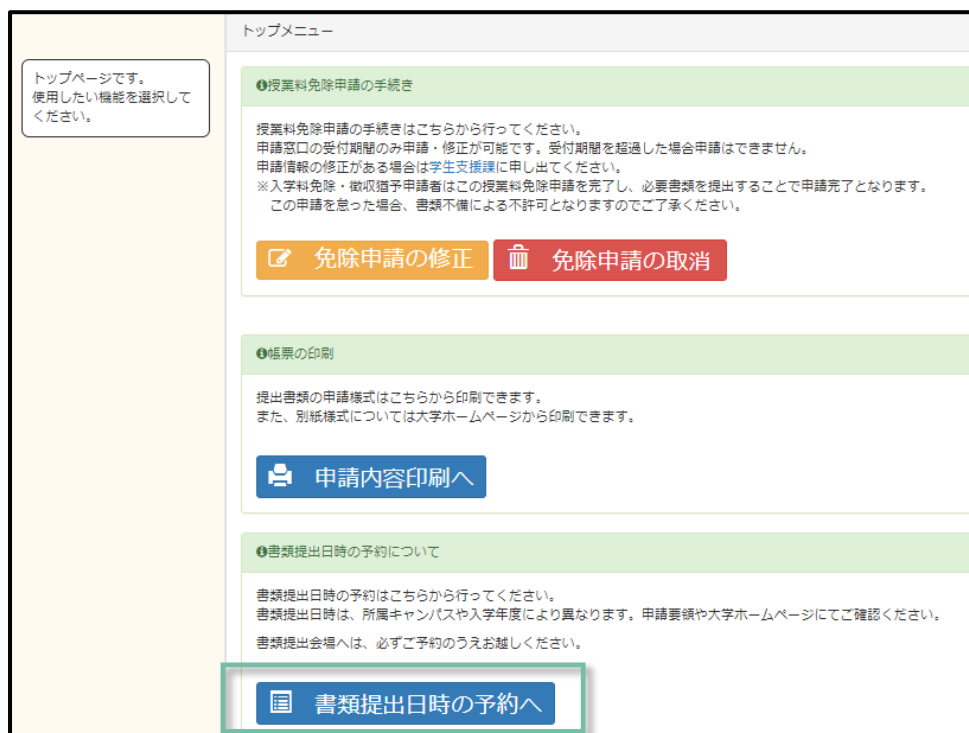 トップメニュー
トップページです。
使用したい機能を選択して
ください。
授業料免除申請の手続き
授業料免除申請の手続きはこちらから行ってください。
申請窓口の受付期間のみ申請・修正が可能です。受付期間を超過した場合申請はできません。
申請情報の修正がある場合は学生支援課に申し出てください。
※入学料免除・徴収猶予申請者はこの授業料免除申請を完了し、必要書類を提出することで申請完了となります。
この申請を怠った場合、書類不備による不許可となりますのでご了承ください。
免除申請の修正
免除申請の取消
帳票の印刷
提出書類の申請様式はこちらから印刷できます。
また、別紙様式については大学ホームページから印刷できます。
申請内容印刷へ
書類提出日時の予約について
書類提出日時の予約はこちらから行ってください。
書類提出日時は、所属キャンパスや入学年度により異なります。申請要領や大学ホームページにてご確認ください。
書類提出会場へは、必ずご予約のうえお越しください。
書類提出日時の予約へ